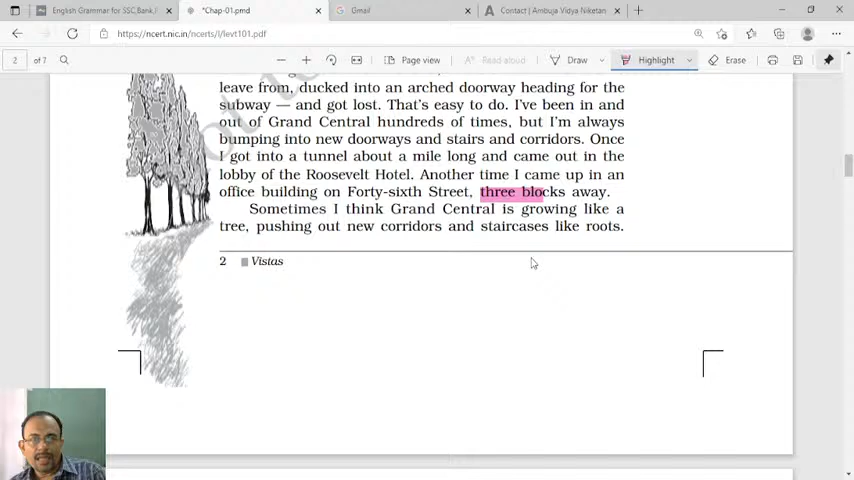 English Grammar for SSC,Bank,I
*Chap-01.pmd
Gmail
Contact | Ambuja Vidya Niketan
https://ncert.nic.in/ncerts/l/levt101.pdf
2 of 7
Page view
Read aloud
Draw
Highlight
Erase
leave from, ducked into an arched doorway heading for the
subway — and got lost. That's easy to do. I've been in and
out of Grand Central hundreds of times, but I'm always
bumping into new doorways and stairs and corridors. Once
I got into a tunnel about a mile long and came out in the
lobby of the Roosevelt Hotel. Another time I came up in an
office building on Forty-sixth Street, three blocks away.
Sometimes I think Grand Central is growing like a
tree, pushing out new corridors and staircases like roots.
2 Vistas